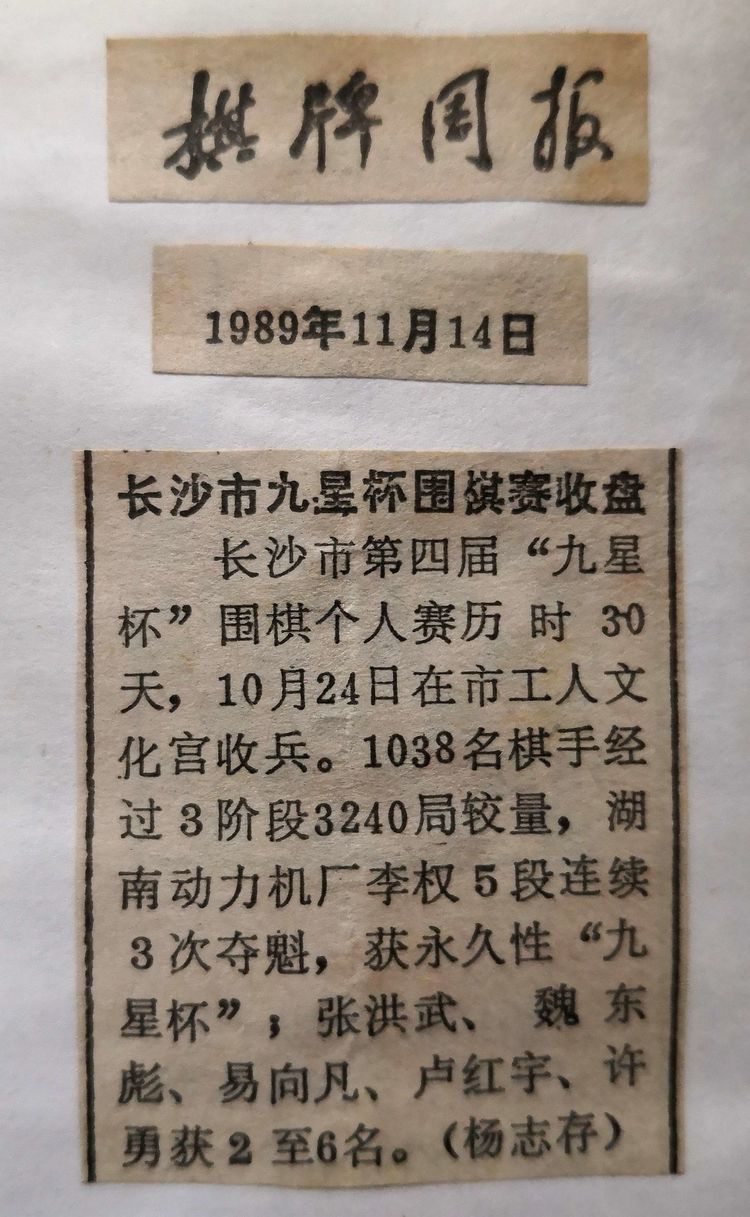 棋牌周报
1989年11月14日
长沙市九星杯围棋赛收盘
长沙市第四届“九星
杯”围棋个人赛历时30
天，10月24日在市工人文
化宫收兵。1038名棋手经
过3阶段3240局较量，湖
南动力机厂李权5段连续
3次夺魁，获永久性“九
星杯”；张洪武、魏东
彪、易向凡、卢红宇、许
勇获2至6名。（杨志存）